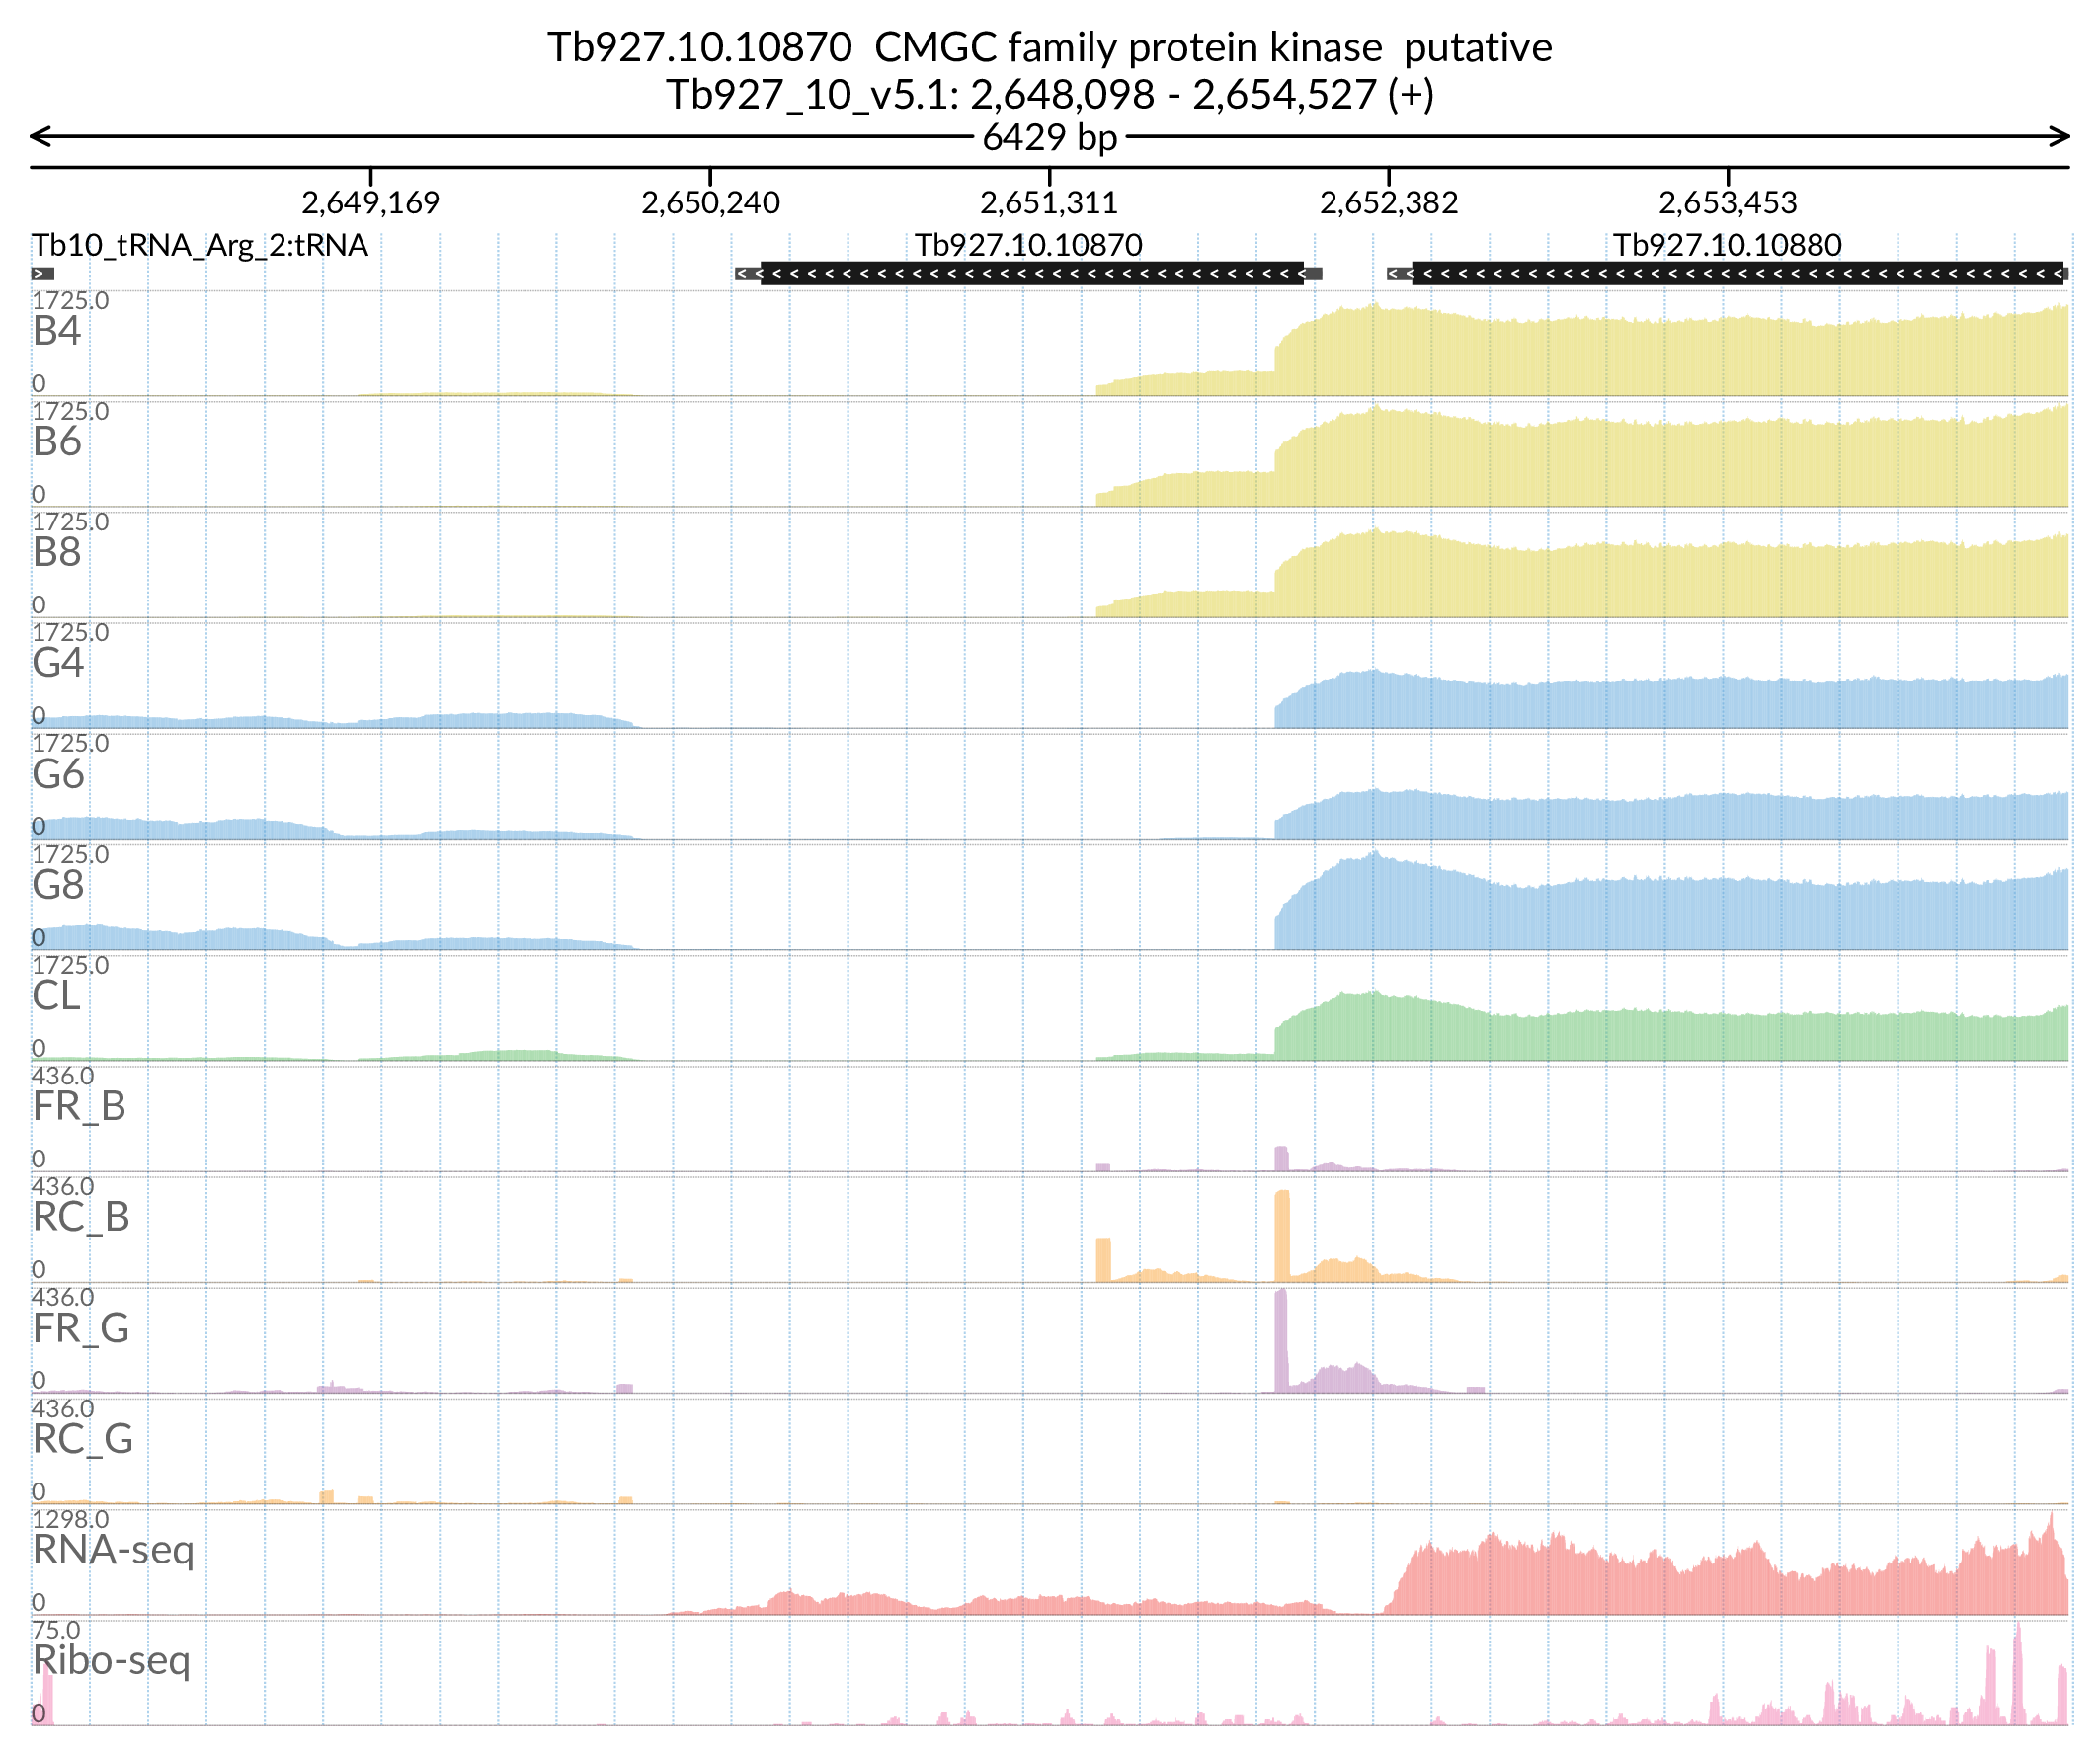 Tb927.10.10870  CMGC family protein kinase  putative
Tb927_10_v5.1: 2,648,098 - 2,654,527 (+)
6429 bp
2,649,169 2,650,240 2,651,311 2,652,382 2,653,453
Tb10_tRNA_Arg_2:tRNA Tb927.10.10870 Tb927.10.10880
1725.0
B4
0
1725.0
B6
0
1725.0
B8
0
1725.0
G4
0
1725.0
G6
0
1725.0
G8
0
1725.0
CL
0
436.0
FR_B
0
436.0
RC_B
0
436.0
FR_G
0
436.0
RC_G
0
1298.0
RNA-seq
0
75.0
Ribo-seq
0